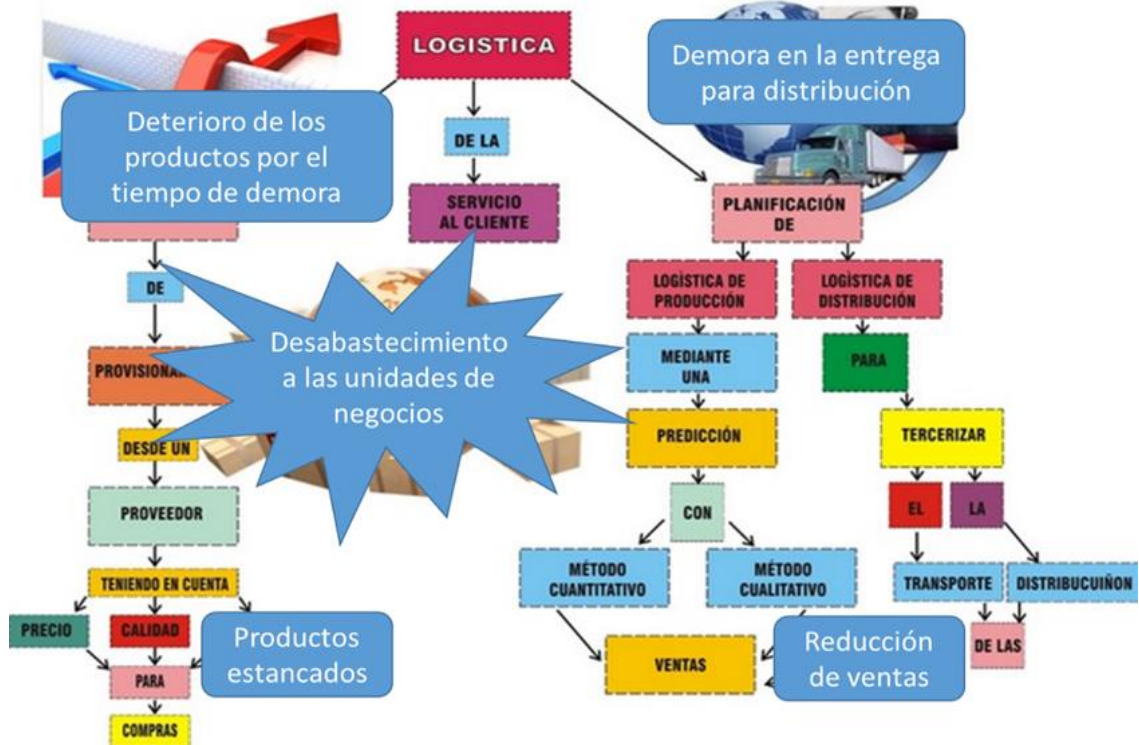 LOGISTICA
Demora en la entrega
para distribución
Deterioro de los
productos por el
tiempo de demora
DE LA
SERVICIO
AL CLIENTE
PLANIFICACIÓN
DE
DE
LOGÌSTICA DE
PRODUCCIÓN
LOGÌSTICA DE
DISTRIBUCIÓN
Desabastecimiento
a las unidades de
negocios
MEDIANTE
UNA
PARA
DESDE UN
PREDICCIÓN
TERCERIZAR
PROVEEDOR
CON
EL
LA
TENIENDO EN CUENTA
MÉTODO
CUANTITATIVO
MÉTODO
CUALITATIVO
TRANSPORTE
DISTRIBUCUIÑON
PRECIO
CALIDAD
Productos
estancados
VENTAS
Reducción
de ventas
DE LAS
PARA
COMPRAS